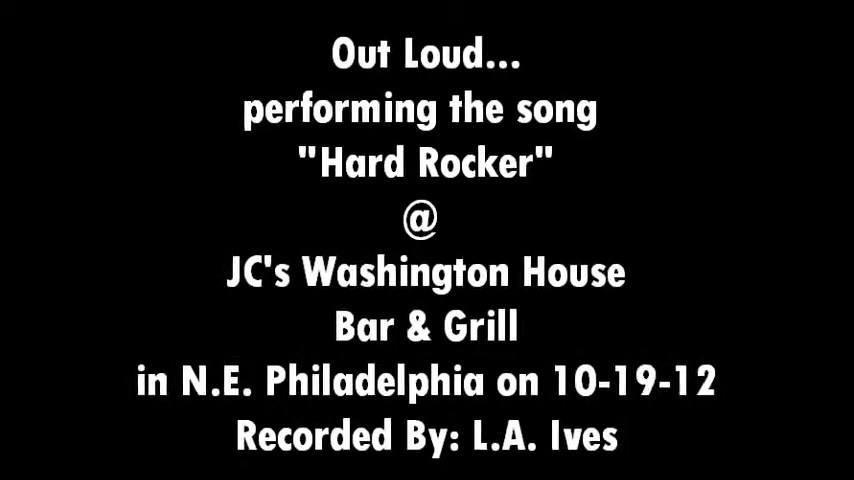 Out Loud...
performing the song
"Hard Rocker"
@
JC's Washington House
Bar & Grill
in N.E. Philadelphia on 10-19-12
Recorded By: L.A. Ives